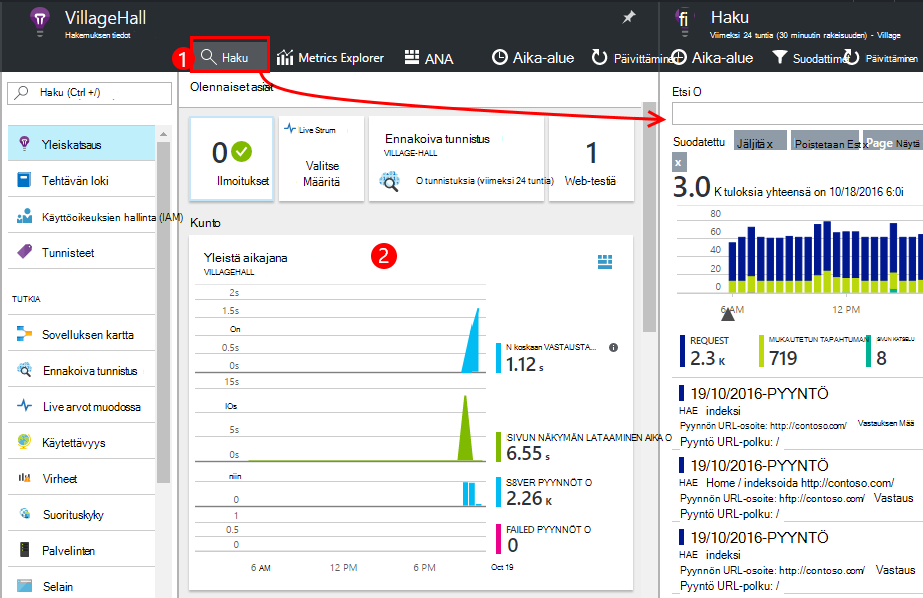 VillageHall
Hakemuksen tiedot
1
Haku
Metrics Explorer
ANA
Aika-alue
Päivittäminen
Haku (Ctrl +/)
Yleiskatsaus
Tehtävän loki
Käyttöoikeuksien hallinta (IAM)
Tunnisteet
TUTKIA
Sovelluksen kartta
Ennakoiva tunnistus
Live arvot muodossa
Käytettävyys
Virheet
Suorituskyky
Palvelinten
Selain
Olennaiset asiat
0
Ilmoitukset
Live Strum
Valitse
Määritä
Ennakoiva tunnistus
VILLAGE-HALL
O tunnistuksia (viimeksi 24 tuntia)
1
Web-testiä
Kunto
Yleistä aikajana
VILLAGEHALL
2
2s
1.5s
On
0.5s
0s
N koskaan VASTAUSTA...
1.12 s
15s
IOs
5s
0s
SIVUN NÄKYMÄN LATAAMINEN AIKA O
6.55 s
niin
0
S8VER PYYNNÖT O
2.26 K
1
0.5
0
FAILED PYYNNÖT O
0
6 AM
12 PM
6 PM
Oct 19
fi
Haku
Viimeksi 24 tuntia (30 minuutin rakeisuuden) - Village
Aika-alue
Suodattimet
Päivittäminen
Etsi O
Suodatettu
Jäljitä x
Poistetaan Est x
Page Näytä
x
3.0 K tuloksia yhteensä on 10/18/2016 6:0i
80
60
40
20
0
6 AM
12 PM
REQUEST
2.3 K
MUKAUTETUN TAPAHTUMAN
719
SIVUN KATSELU
8
19/10/2016-PYYNTÖ
HAE indeksi
Pyynnön URL-osoite: http://contoso.com/ Vastauksen Mää
Pyyntö URL-polku: /
19/10/2016-PYYNTÖ
HAE Home / indeksoida http://contoso.com/
Pyynnön URL-osoite: hftp://contoso.com/ Vastaus
Pyyntö URL-polku: /
19/10/2016-PYYNTÖ
HAE indeksi
Pyynnön URL-osoite: http://contoso.com/ Vastaus
Pyyntö URL-polku: /